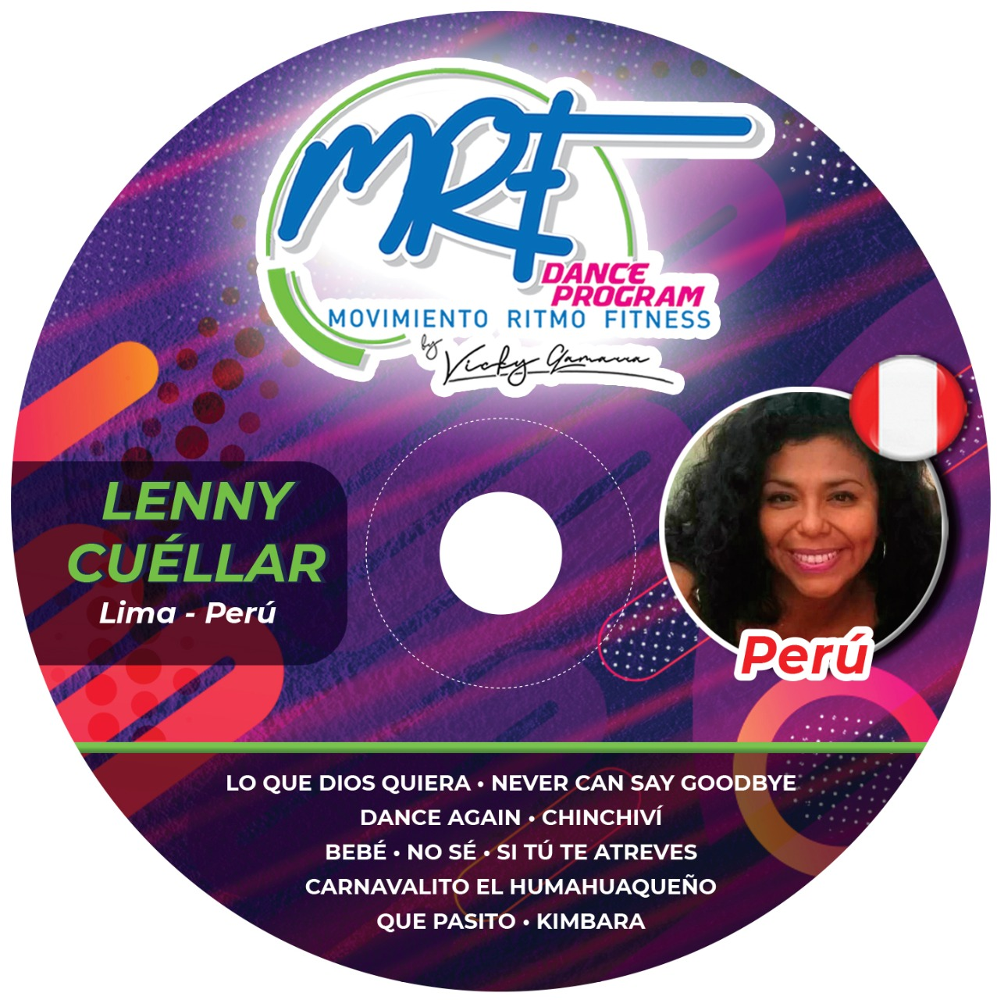 MRF
DANCE
PROGRAM
MOVIMIENTO RITMO FITNESS
by Vicky Gamarra
LENNY
CUÉLLAR
Lima - Perú
Perú
LO QUE DIOS QUIERA • NEVER CAN SAY GOODBYE
DANCE AGAIN • CHINCHIVÍ
BEBÉ • NO SÉ • SI TÚ TE ATREVES
CARNAVALITO EL HUMAHUAQUEÑO
QUE PASITO • KIMBARA